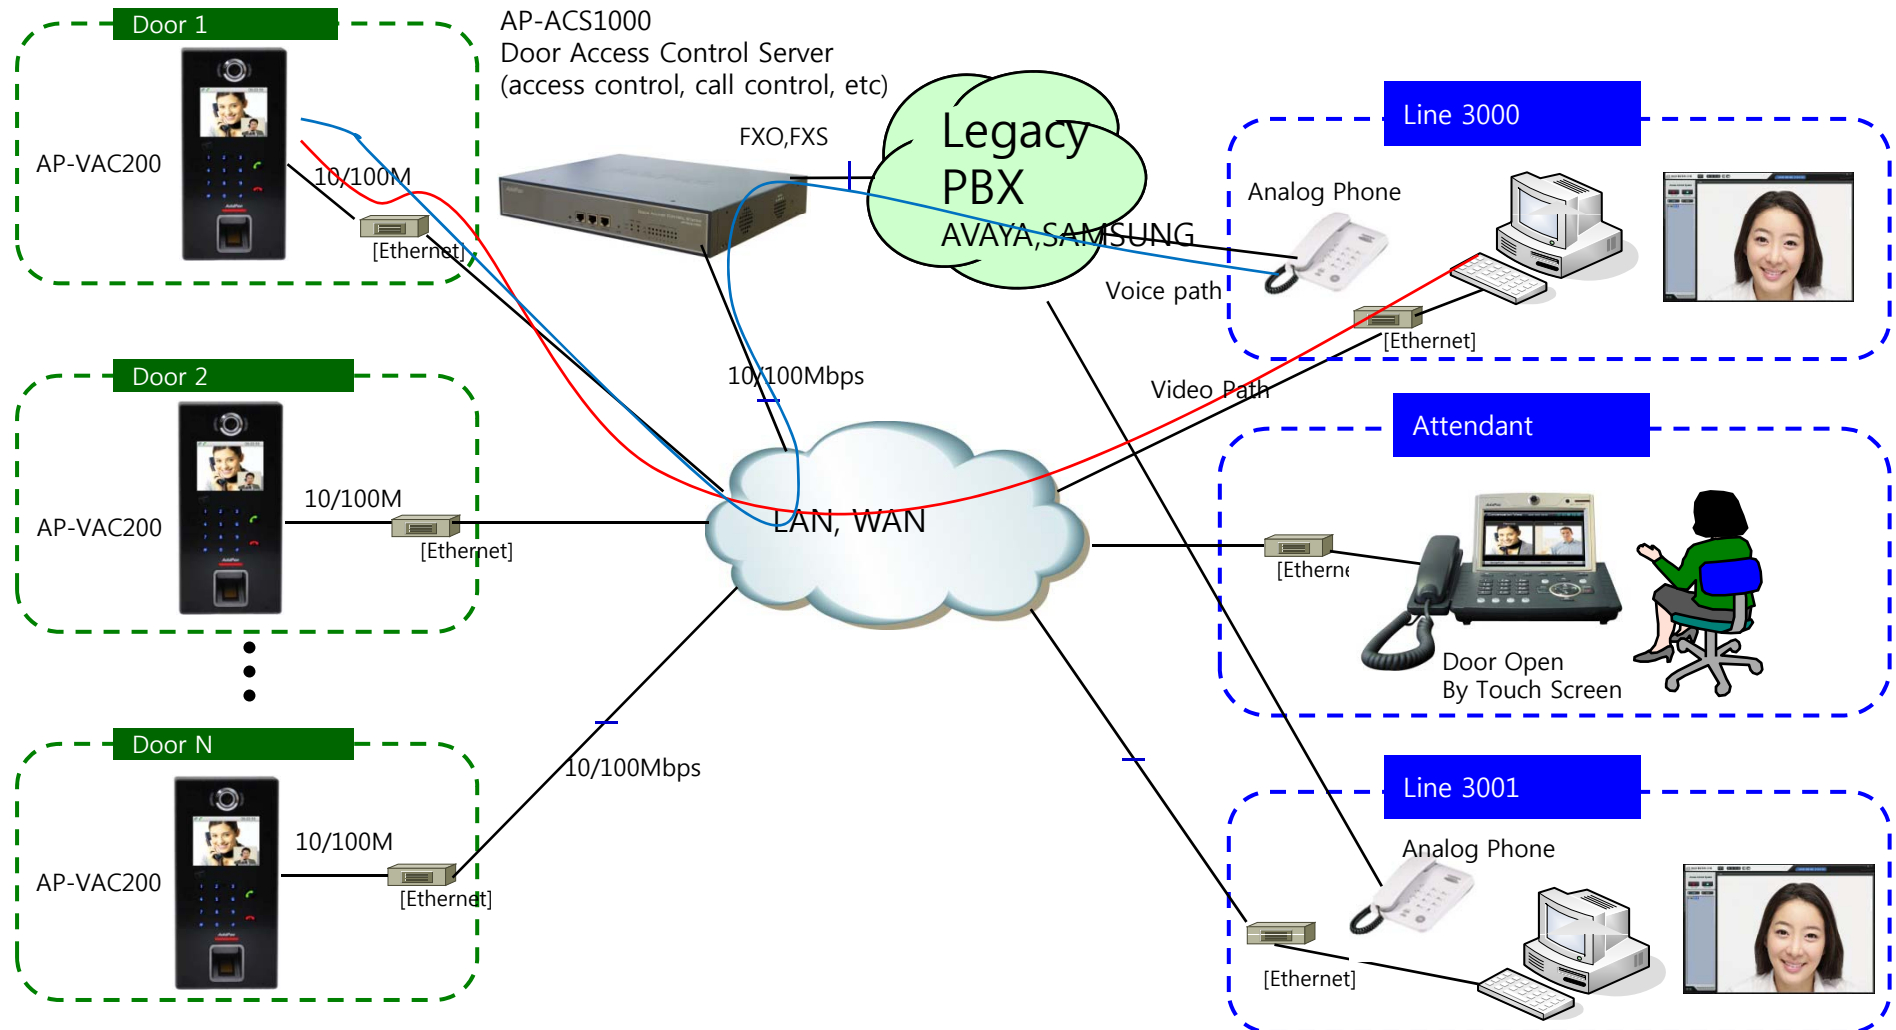 Door 1
AP-VAC200
10/100M
[Ethernet]
AP-ACS1000
Door Access Control Server
(access control, call control, etc)
FXO,FXS
Legacy
PBX
AVAYA,SAMSUNG
Voice path
Line 3000
Analog Phone
[Ethernet]
Video Path
10/100Mbps
Door 2
AP-VAC200
10/100M
[Ethernet]
LAN, WAN
Attendant
[Etherne
Door Open
By Touch Screen
Door N
AP-VAC200
10/100M
[Ethernet]
10/100Mbps
Line 3001
Analog Phone
[Ethernet]